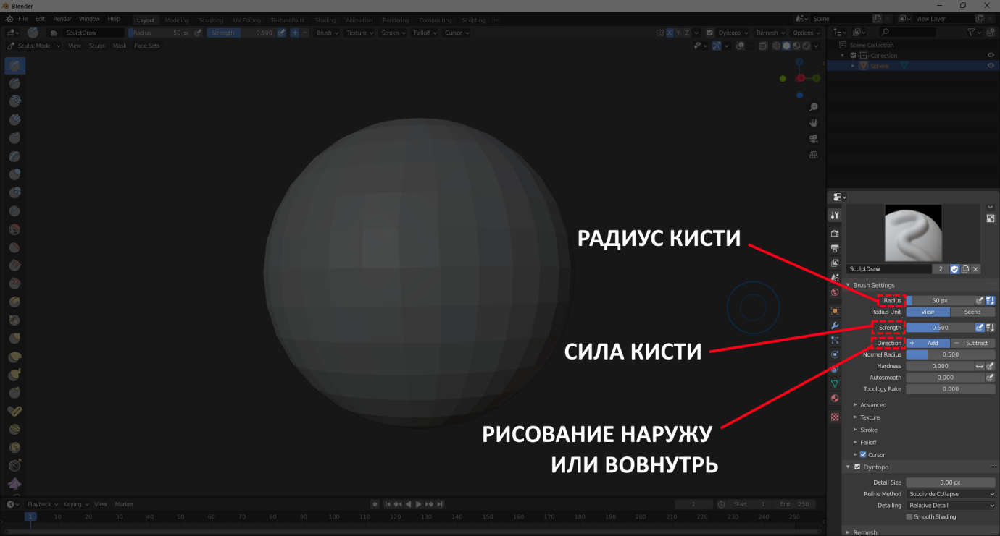 Blender
File Edit Render Window Help Layout Modeling Sculpting UV Editing Texture Paint Shading Animation Rendering Compositing Scripting + Scene View Layer
SculptDraw Radius 50 px Strength 0.500 Brush Texture Stroke Falloff Cursor X Y Z Dyntopo Remesh Options
Sculpt Mode View Sculpt Mask Face Sets
Scene Collection
Collection
Sphere
РАДИУС КИСТИ
СИЛА КИСТИ
РИСОВАНИЕ НАРУЖУ
ИЛИ ВОВНУТРЬ
SculptDraw 2
Brush Settings
Radius 50 px
Radius Unit View Scene
Strength 0.500
Direction + Add − Subtract
Normal Radius 0.500
Hardness 0.000
Autosmooth 0.000
Topology Rake 0.000
Advanced
Texture
Stroke
Falloff
Cursor
Dyntopo
Detail Size 3.00 px
Refine Method Subdivide Collapse
Detailing Relative Detail
Smooth Shading
Remesh
Playback Keying View Marker 1 Start 1 End 250
1 10 20 30 40 50 60 70 80 90 100 110 120 130 140 150 160 170 180 190 200 210 220 230 240 250